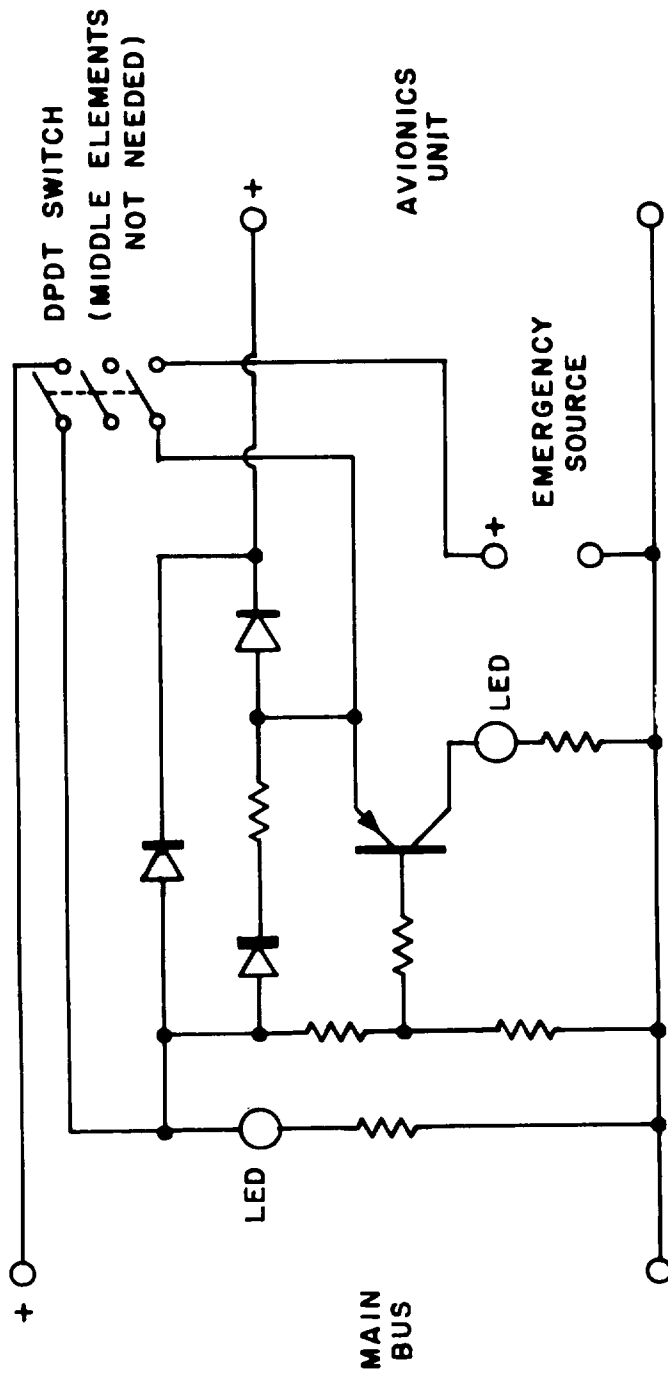 DPDT SWITCH
(MIDDLE ELEMENTS
NOT NEEDED)
+
+
AVIONICS
UNIT
LED
MAIN
BUS
+
EMERGENCY
SOURCE
LED